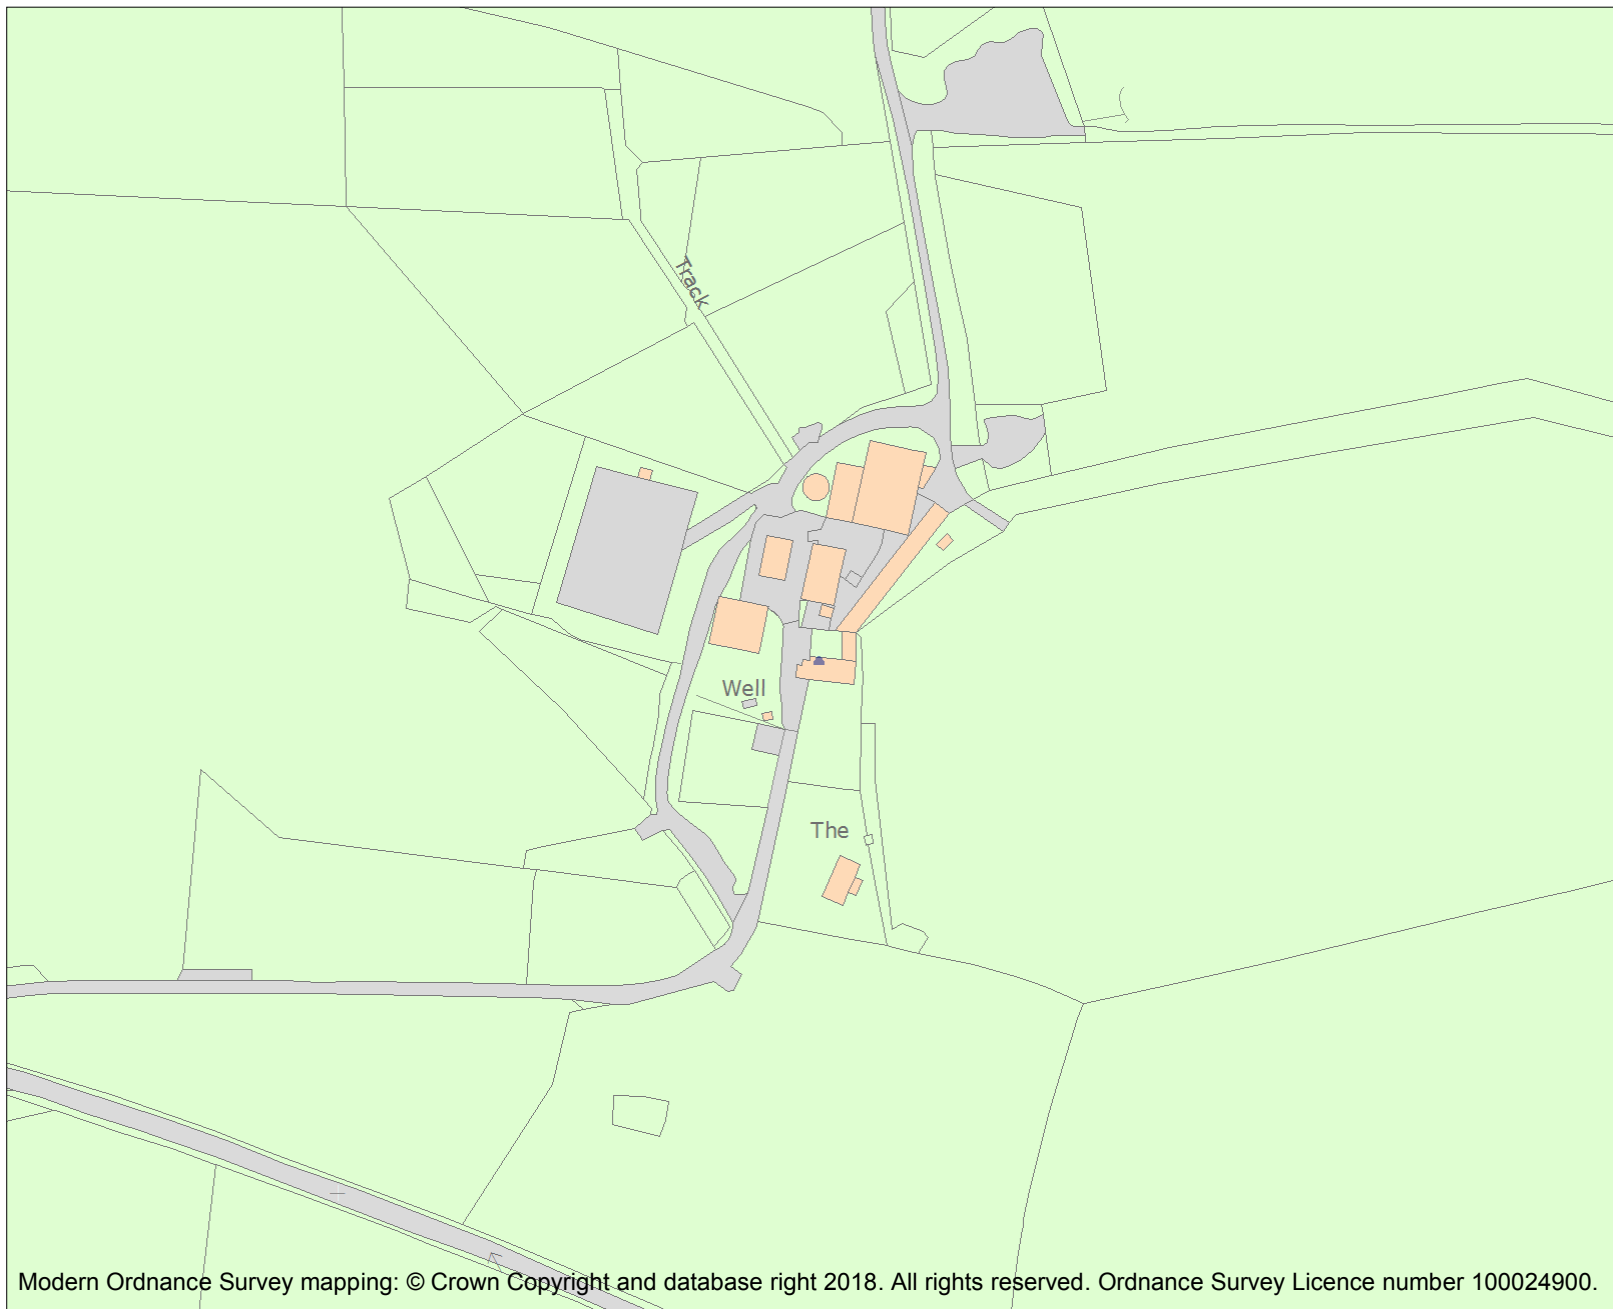 Track
Well
The
Modern Ordnance Survey mapping: © Crown Copyright and database right 2018. All rights reserved. Ordnance Survey Licence number 100024900.